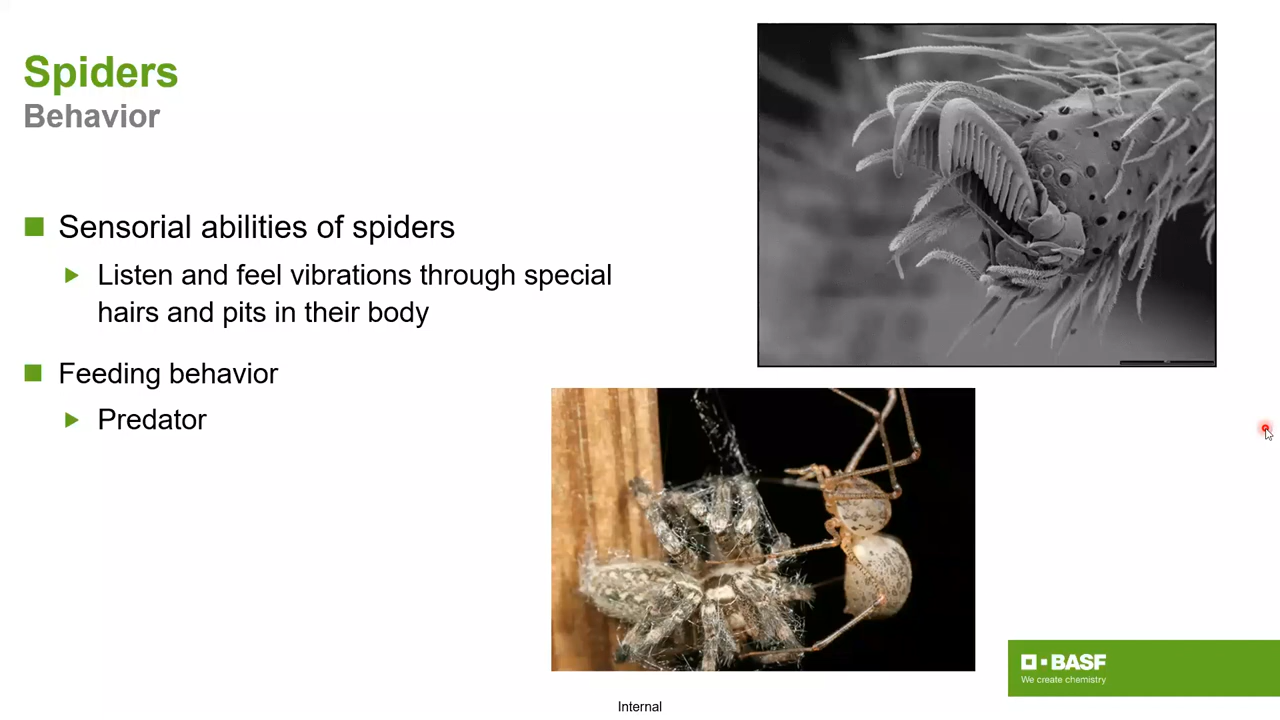 Spiders
Behavior
Sensorial abilities of spiders
Listen and feel vibrations through special
hairs and pits in their body
Feeding behavior
Predator
BASF
We create chemistry
Internal